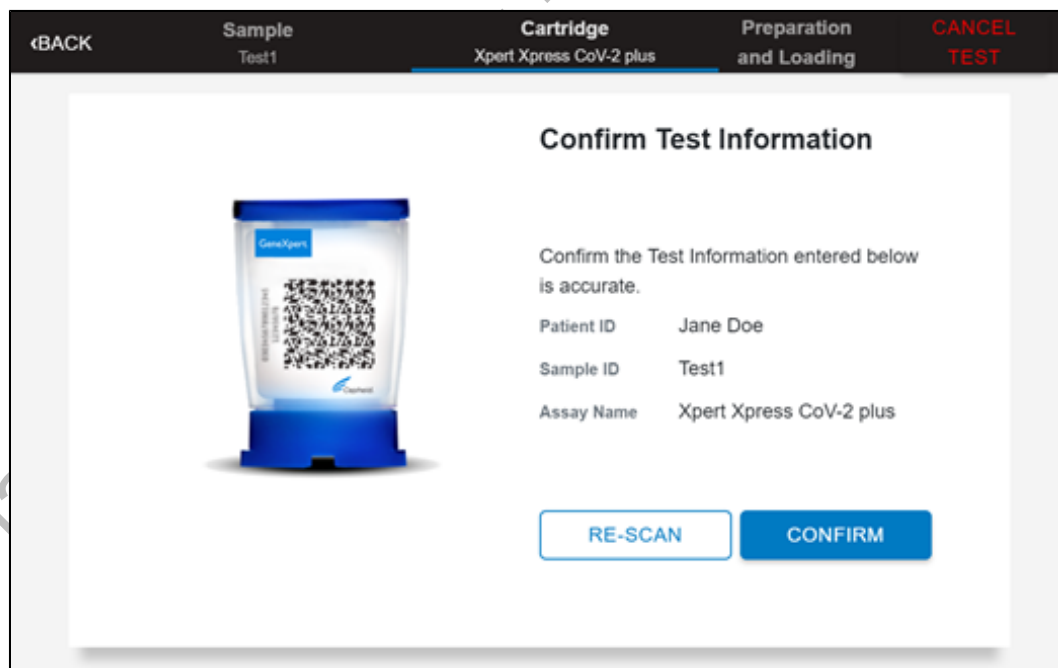 ‹BACK
Sample
Test1
Cartridge
Xpert Xpress CoV-2 plus
Preparation
and Loading
CANCEL
TEST
Confirm Test Information
GeneXpert
Cepheid
Confirm the Test Information entered below
is accurate.
Patient ID Jane Doe
Sample ID Test1
Assay Name Xpert Xpress CoV-2 plus
RE-SCAN
CONFIRM